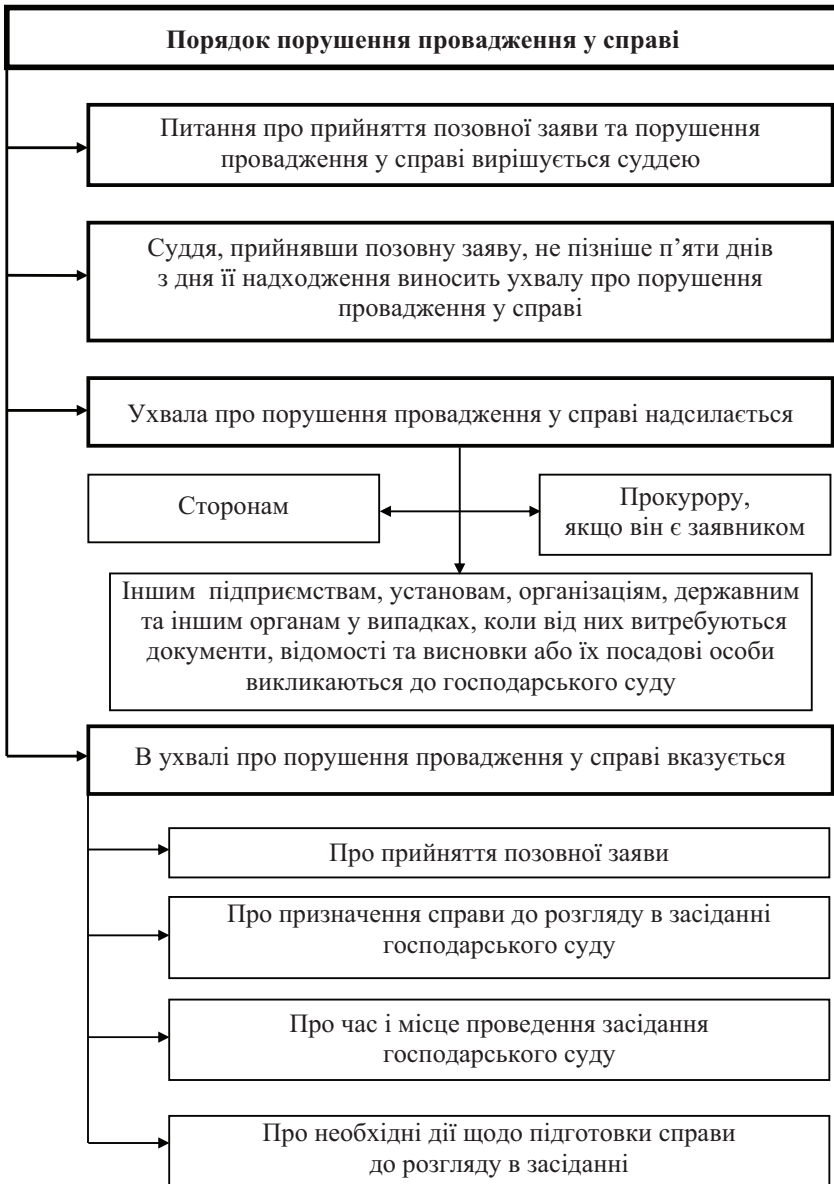 Порядок порушення провадження у справі
Питання про прийняття позовної заяви та порушення
провадження у справі вирішується суддею
Суддя, прийнявши позовну заяву, не пізніше п’яти днів
з дня її надходження виносить ухвалу про порушення
провадження у справі
Ухвала про порушення провадження у справі надсилається
Сторонам
Прокурору,
якщо він є заявником
Іншим підприємствам, установам, організаціям, державним
та іншим органам у випадках, коли від них витребуються
документи, відомості та висновки або їх посадові особи
викликаються до господарського суду
В ухвалі про порушення провадження у справі вказується
Про прийняття позовної заяви
Про призначення справи до розгляду в засіданні
господарського суду
Про час і місце проведення засідання
господарського суду
Про необхідні дії щодо підготовки справи
до розгляду в засіданні